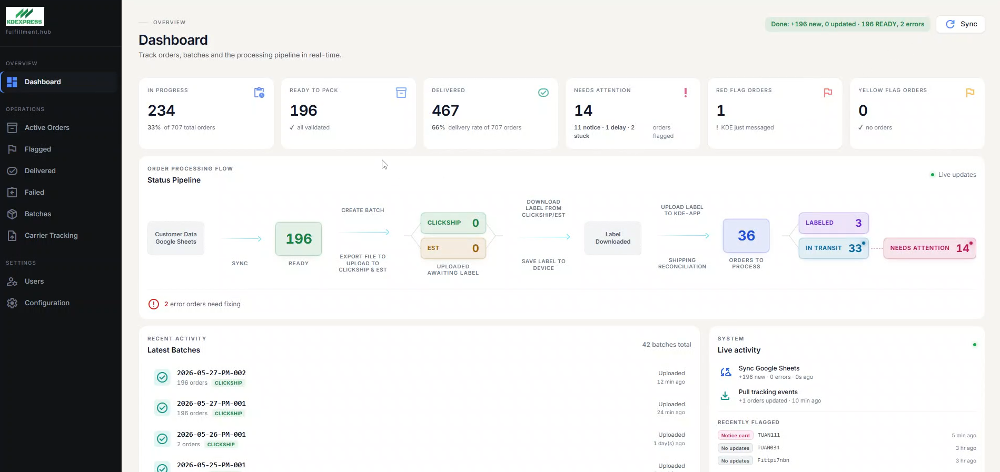 KDEXPRESS
fulfillment.hub
OVERVIEW
Dashboard
OPERATIONS
Active Orders
Flagged
Delivered
Failed
Batches
Carrier Tracking
SETTINGS
Users
Configuration
OVERVIEW
Dashboard
Track orders, batches and the processing pipeline in real-time.
Done: +196 new, 0 updated · 196 READY, 2 errors
Sync
IN PROGRESS
234
33% of 707 total orders
READY TO PACK
196
✓ all validated
DELIVERED
467
66% delivery rate of 707 orders
NEEDS ATTENTION
14
11 notice · 1 delay · 2 orders
stuck flagged
RED FLAG ORDERS
1
! KDE just messaged
YELLOW FLAG ORDERS
0
✓ no orders
ORDER PROCESSING FLOW
Status Pipeline
Live updates
Customer Data
Google Sheets
SYNC
196
READY
CREATE BATCH
EXPORT FILE TO
UPLOAD TO
CLICKSHIP & EST
CLICKSHIP 0
EST 0
UPLOADED
AWAITING LABEL
DOWNLOAD
LABEL FROM
CLICKSHIP/EST
SAVE LABEL TO
DEVICE
Label
Downloaded
UPLOAD LABEL
TO KDE-APP
SHIPPING
RECONCILIATION
36
ORDERS TO
PROCESS
LABELED 3
IN TRANSIT 33
NEEDS ATTENTION 14
2 error orders need fixing
RECENT ACTIVITY
Latest Batches
42 batches total
2026-05-27-PM-002
196 orders CLICKSHIP
Uploaded
12 min ago
2026-05-27-PM-001
196 orders CLICKSHIP
Uploaded
24 min ago
2026-05-26-PM-001
2 orders CLICKSHIP
Uploaded
1 day(s) ago
2026-05-25-PM-001
Uploaded
SYSTEM
Live activity
Sync Google Sheets
+196 new · 0 errors · 0s ago
Pull tracking events
+1 orders updated · 10 min ago
RECENTLY FLAGGED
Notice card TUAN111 5 min ago
No updates TUAN034 3 hr ago
No updates Fittpi7nbn 3 hr ago